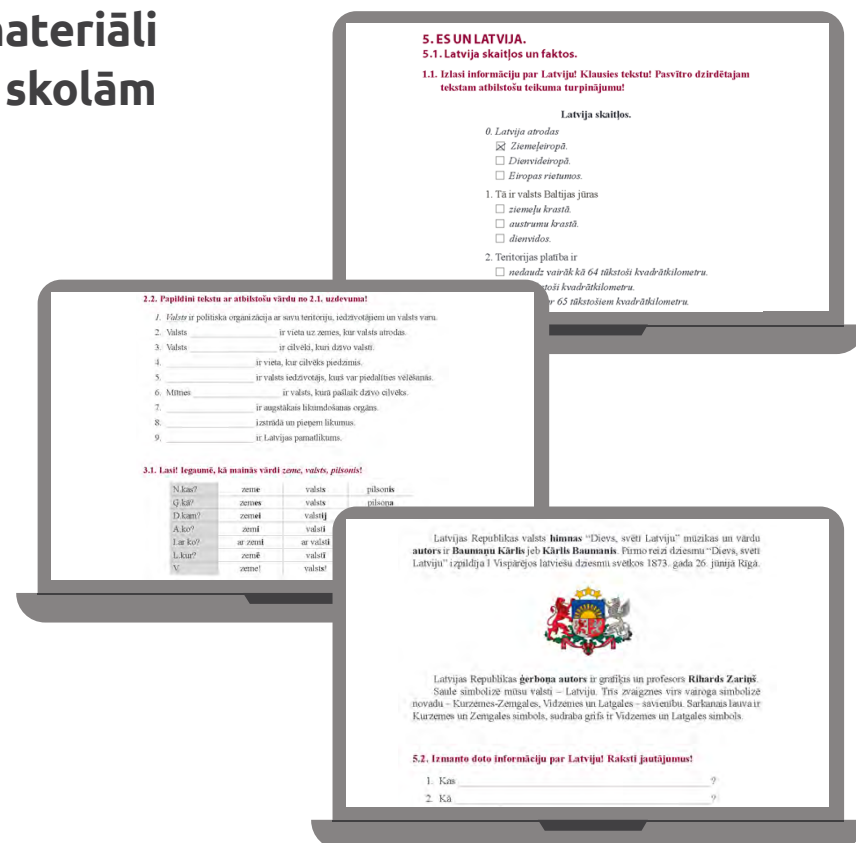 materiāli
skolām
5. ES UN LATVIJA.
5.1. Latvija skaitļos un faktos.
1.1. Izlasi informāciju par Latviju! Klausies tekstu! Pasvītro dzirdētajam
tekstam atbilstošu teikuma turpinājumu!
Latvija skaitļos.
0. Latvija atrodas
☒ Ziemeļeiropā.
☐ Dienvideiropā.
☐ Eiropas rietumos.
1. Tā ir valsts Baltijas jūras
☐ ziemeļu krastā.
☐ austrumu krastā.
☐ dienvidos.
2. Teritorijas platība ir
☐ nedaudz vairāk kā 64 tūkstoši kvadrātkilometru.
kvadrātkilometru.
65 tūkstošiem kvadrātkilometru.
2.2. Papildini tekstu ar atbilstošu vārdu no 2.1. uzdevuma!
1. Valsts ir politiska organizācija ar savu teritoriju, iedzīvotājiem un valsts varu.
2. Valsts ____________ ir vieta uz zemes, kur valsts atrodas.
3. Valsts ____________ ir cilvēki, kuri dzīvo valstī.
4. ____________ ir vieta, kur cilvēks piedzimis.
5. ____________ ir valsts iedzīvotājs, kurš var piedalīties vēlēšanās.
6. Mītnes ____________ ir valsts, kurā pašlaik dzīvo cilvēks.
7. ____________ ir augstākais likumdošanas orgāns.
8. ____________ izstrādā un pieņem likumus.
9. ____________ ir Latvijas pamatlikums.
3.1. Lasi! Iegaumē, kā mainās vārdi zeme, valsts, pilsonis!
N.kas? zeme valsts pilsonis
Ģ.kā? zemes valsts pilsoņa
D.kam? zemei valstij
A.ko? zemi valsti
I.ar ko? ar zemi ar valsti
L.kur? zemē valstī
V. zeme! valsts!
Latvijas Republikas valsts himnas “Dievs, svētī Latviju” mūzikas un vārdu
autors ir Baumaņu Kārlis jeb Kārlis Baumanis. Pirmo reizi dziesmu “Dievs, svētī
Latviju” izpildīja I Vispārējos latviešu dziesmu svētkos 1873. gada 26. jūnijā Rīgā.
Latvijas Republikas ģerboņa autors ir grafiķis un profesors Rihards Zariņš.
Saule simbolizē mūsu valsti – Latviju. Trīs zvaigznes virs vairoga simbolizē
novadu – Kurzemes-Zemgales, Vidzemes un Latgales – savienību. Sarkanais lauva ir
Kurzemes un Zemgales simbols, sudraba grifs ir Vidzemes un Latgales simbols.
5.2. Izmanto doto informāciju par Latviju! Raksti jautājumus!
1. Kas ____________?
2. Kā ____________?